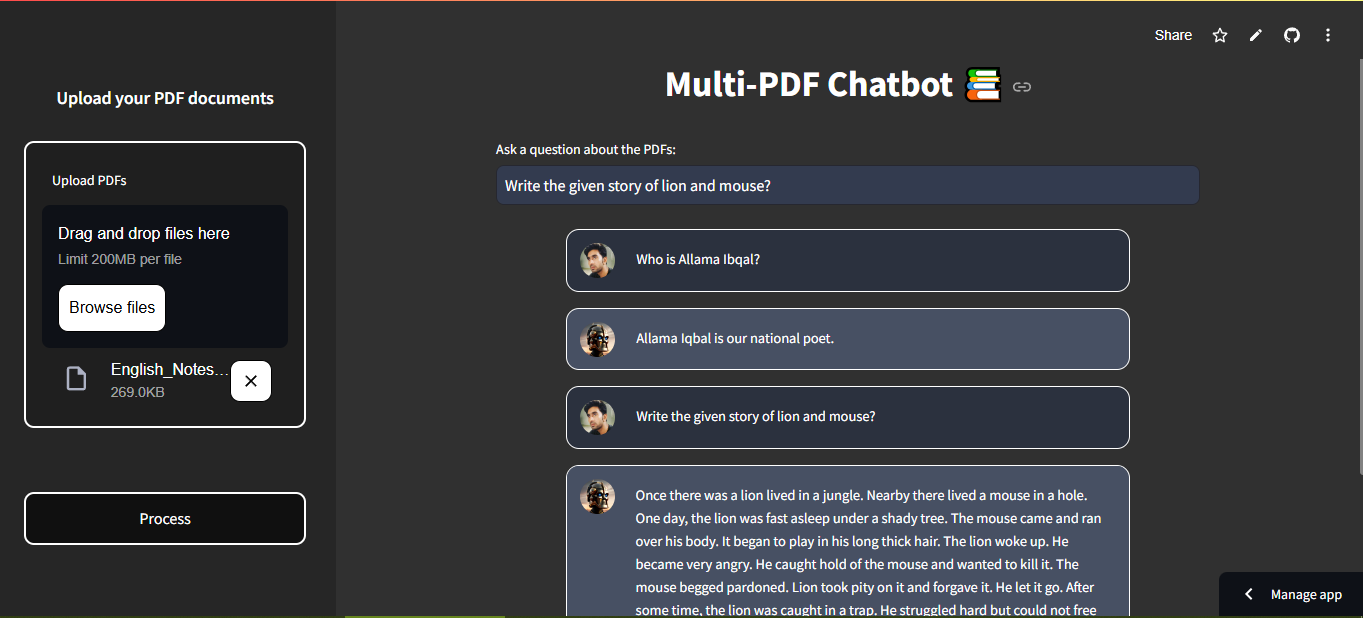 Share
Upload your PDF documents
Upload PDFs
Drag and drop files here
Limit 200MB per file
Browse files
English_Notes...
269.0KB
Process
Multi-PDF Chatbot
Ask a question about the PDFs:
Write the given story of lion and mouse?
Who is Allama Ibqal?
Allama Iqbal is our national poet.
Write the given story of lion and mouse?
Once there was a lion lived in a jungle. Nearby there lived a mouse in a hole.
One day, the lion was fast asleep under a shady tree. The mouse came and ran
over his body. It began to play in his long thick hair. The lion woke up. He
became very angry. He caught hold of the mouse and wanted to kill it. The
mouse begged pardoned. Lion took pity on it and forgave it. He let it go. After
some time, the lion was caught in a trap. He struggled hard but could not free
Manage app